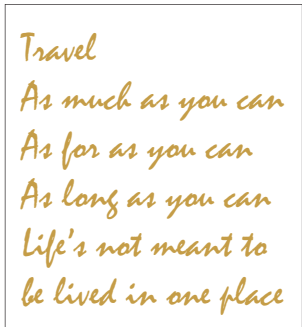 Travel
As much as you can
As for as you can
As long as you can
Life's not meant to
be lived in one place